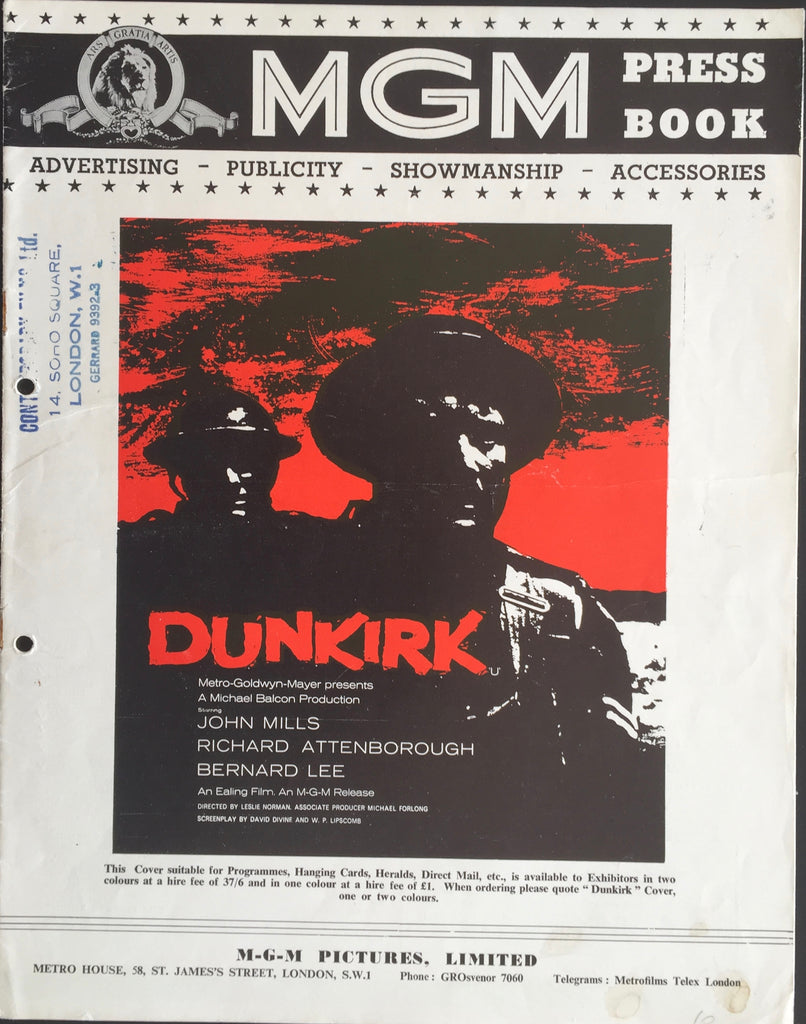 ARS GRATIA ARTIS
MGM
PRESS
BOOK
ADVERTISING - PUBLICITY - SHOWMANSHIP - ACCESSORIES
Ltd.
14, SOHO SQUARE,
LONDON, W.1
GERRARD 9392-3
DUNKIRK
"U"
Metro-Goldwyn-Mayer presents
A Michael Balcon Production
Starring
JOHN MILLS
RICHARD ATTENBOROUGH
BERNARD LEE
An Ealing Film. An M-G-M Release
DIRECTED BY LESLIE NORMAN. ASSOCIATE PRODUCER MICHAEL FORLONG
SCREENPLAY BY DAVID DIVINE AND W. P. LIPSCOMB
This Cover suitable for Programmes, Hanging Cards, Heralds, Direct Mail, etc., is available to Exhibitors in two
colours at a hire fee of 37/6 and in one colour at a hire fee of £1. When ordering please quote “ Dunkirk ” Cover,
one or two colours.
M-G-M PICTURES, LIMITED
METRO HOUSE, 58, ST. JAMES'S STREET, LONDON, S.W.1 Phone : GROsvenor 7060 Telegrams : Metrofilms Telex London